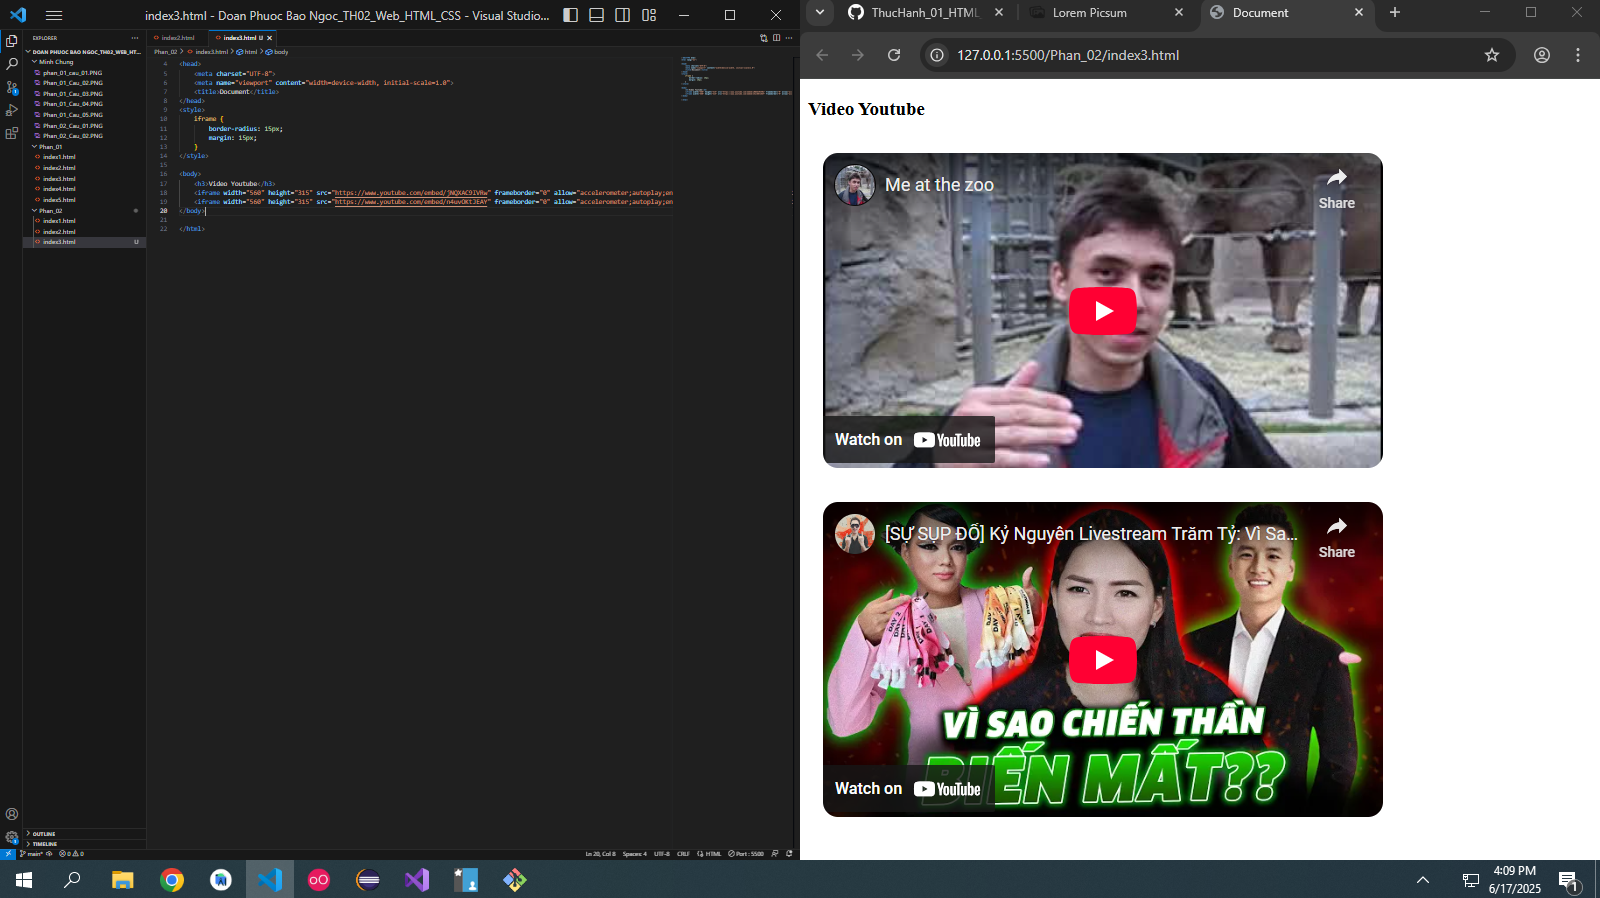 index3.html - Doan Phuoc Bao Ngoc_TH02_Web_HTML_CSS - Visual Studio...
EXPLORER
DOAN PHUOC BAO NGOC_TH02_WEB_HT...
Minh Chung
phan_01_cau_01.PNG
Phan_01_Cau_02.PNG
Phan_01_Cau_03.PNG
Phan_01_Cau_04.PNG
Phan_01_Cau_05.PNG
Phan_02_Cau_01.PNG
Phan_02_Cau_02.PNG
Phan_01
index1.html
index2.html
index3.html
index4.html
index5.html
Phan_02
index1.html
index2.html
index3.html U
OUTLINE
TIMELINE
index2.html
index3.html U
Phan_02 > index3.html > html > body
4 <head>
5 <meta charset="UTF-8">
6 <meta name="viewport" content="width=device-width, initial-scale=1.0">
7 <title>Document</title>
8 </head>
9 <style>
10 iframe {
11 border-radius: 15px;
12 margin: 15px;
13 }
14 </style>
15
16 <body>
17 <h3>Video Youtube</h3>
18 <iframe width="560" height="315" src="https://www.youtube.com/embed/jNQXAC9IVRw" frameborder="0" allow="accelerometer;autoplay;en
19 <iframe width="560" height="315" src="https://www.youtube.com/embed/n4uvOKtJEAY" frameborder="0" allow="accelerometer;autoplay;en
20 </body>
21
22 </html>
main* 0 0 0
Ln 20, Col 8 Spaces: 4 UTF-8 CRLF HTML Port : 5500
ThucHanh_01_HTML_
Lorem Picsum
Document
127.0.0.1:5500/Phan_02/index3.html
Video Youtube
Me at the zoo
Share
Watch on YouTube
[SỰ SỤP ĐỔ] Kỷ Nguyên Livestream Trăm Tỷ: Vì Sa...
Share
DAY 2
DAY
VÌ SAO CHIẾN THẦN
BIẾN MẤT??
Watch on YouTube
4:09 PM
6/17/2025
1